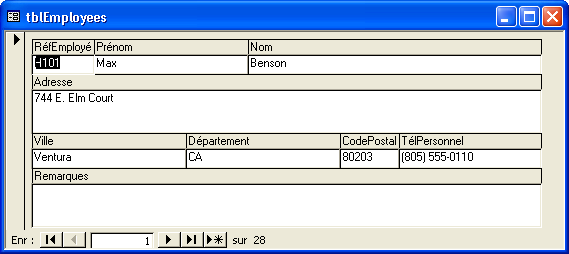 tblEmployees
RéfEmployé Prénom Nom
H101 Max Benson
Adresse
744 E. Elm Court
Ville Département CodePostal TélPersonnel
Ventura CA 80203 (805) 555-0110
Remarques
Enr : 1 sur 28